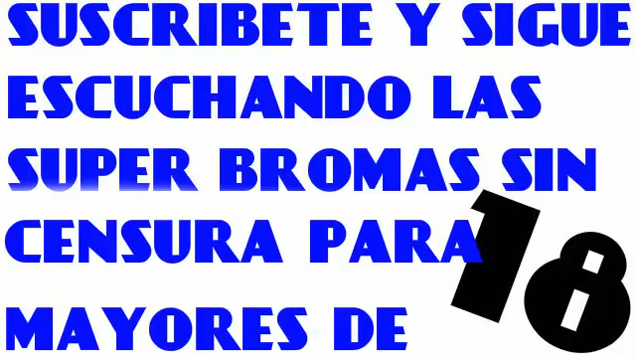 SUSCRIBETE Y SIGUE
ESCUCHANDO LAS
SUPER BROMAS SIN
CENSURA PARA
MAYORES DE 18